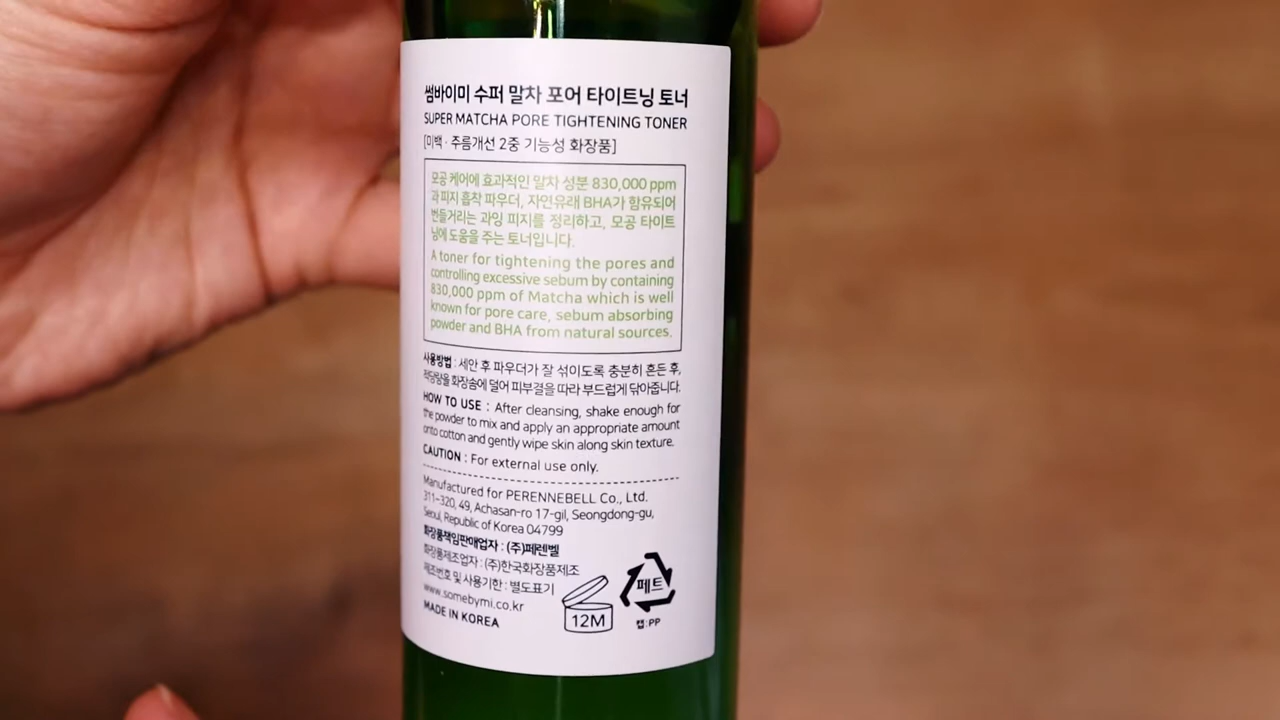 썸바이미 수퍼 말차 포어 타이트닝 토너
SUPER MATCHA PORE TIGHTENING TONER
[미백 · 주름개선 2중 기능성 화장품]
모공 케어에 효과적인 말차 성분 830,000 ppm
과 피지 흡착 파우더, 자연유래 BHA가 함유되어
번들거리는 과잉 피지를 정리하고, 모공 타이트
닝에 도움을 주는 토너입니다.
A toner for tightening the pores and
controlling excessive sebum by containing
830,000 ppm of Matcha which is well
known for pore care, sebum absorbing
powder and BHA from natural sources.
사용방법 : 세안 후 파우더가 잘 섞이도록 충분히 흔든 후,
적당량을 화장솜에 덜어 피부결을 따라 부드럽게 닦아줍니다.
HOW TO USE : After cleansing, shake enough for
the powder to mix and apply an appropriate amount
onto cotton and gently wipe skin along skin texture.
CAUTION : For external use only.
Manufactured for PERENNEBELL Co., Ltd.
311-320, 49, Achasan-ro 17-gil, Seongdong-gu,
Seoul, Republic of Korea 04799
화장품책임판매업자 : (주)페렌벨
화장품제조업자 : (주)한국화장품제조
제조번호 및 사용기한 : 별도표기
www.somebymi.co.kr
MADE IN KOREA
12M
페트
캡:PP